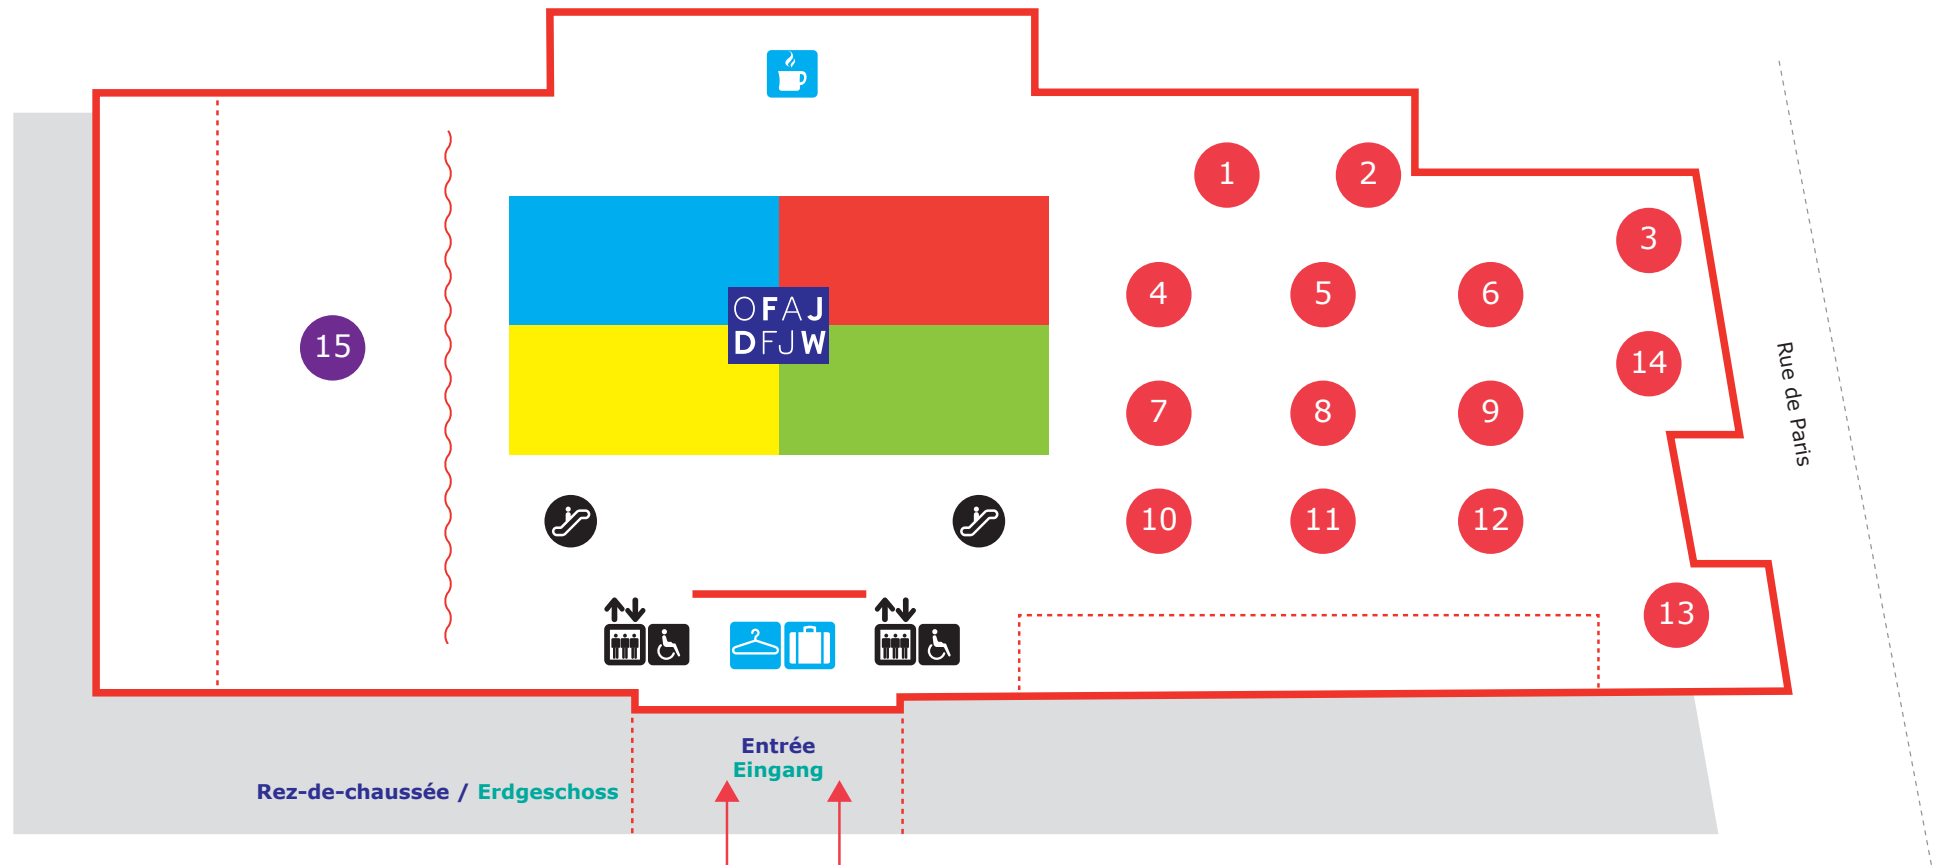 1
2
3
4
5
6
OFAJ
DFJW
15
14
7
8
9
Rue de Paris
10
11
12
13
Entrée
Eingang
Rez-de-chaussée / Erdgeschoss